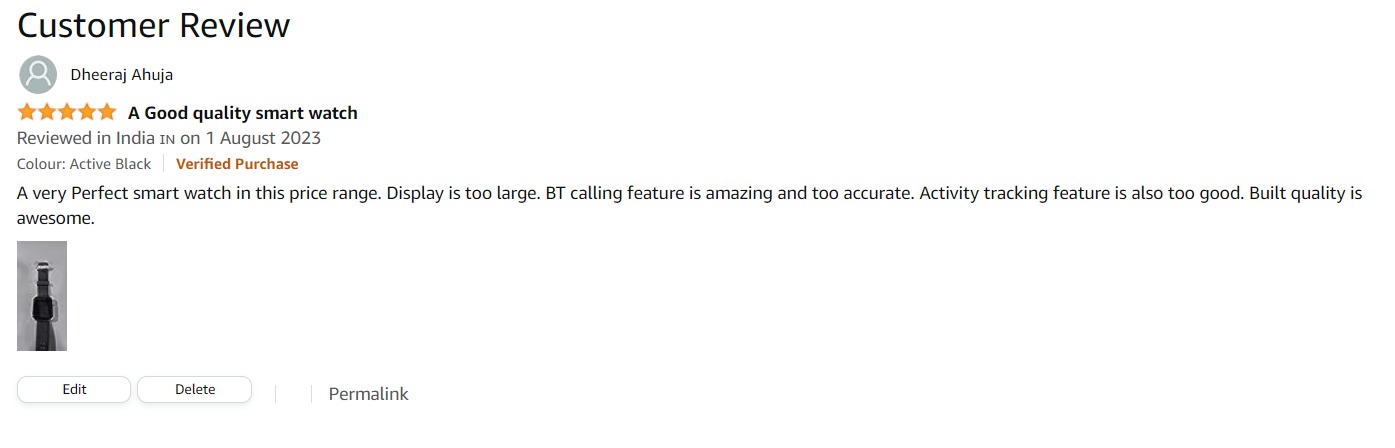 Customer Review
Dheeraj Ahuja
A Good quality smart watch
Reviewed in India IN on 1 August 2023
Colour: Active Black Verified Purchase
A very Perfect smart watch in this price range. Display is too large. BT calling feature is amazing and too accurate. Activity tracking feature is also too good. Built quality is
awesome.
Edit Delete Permalink